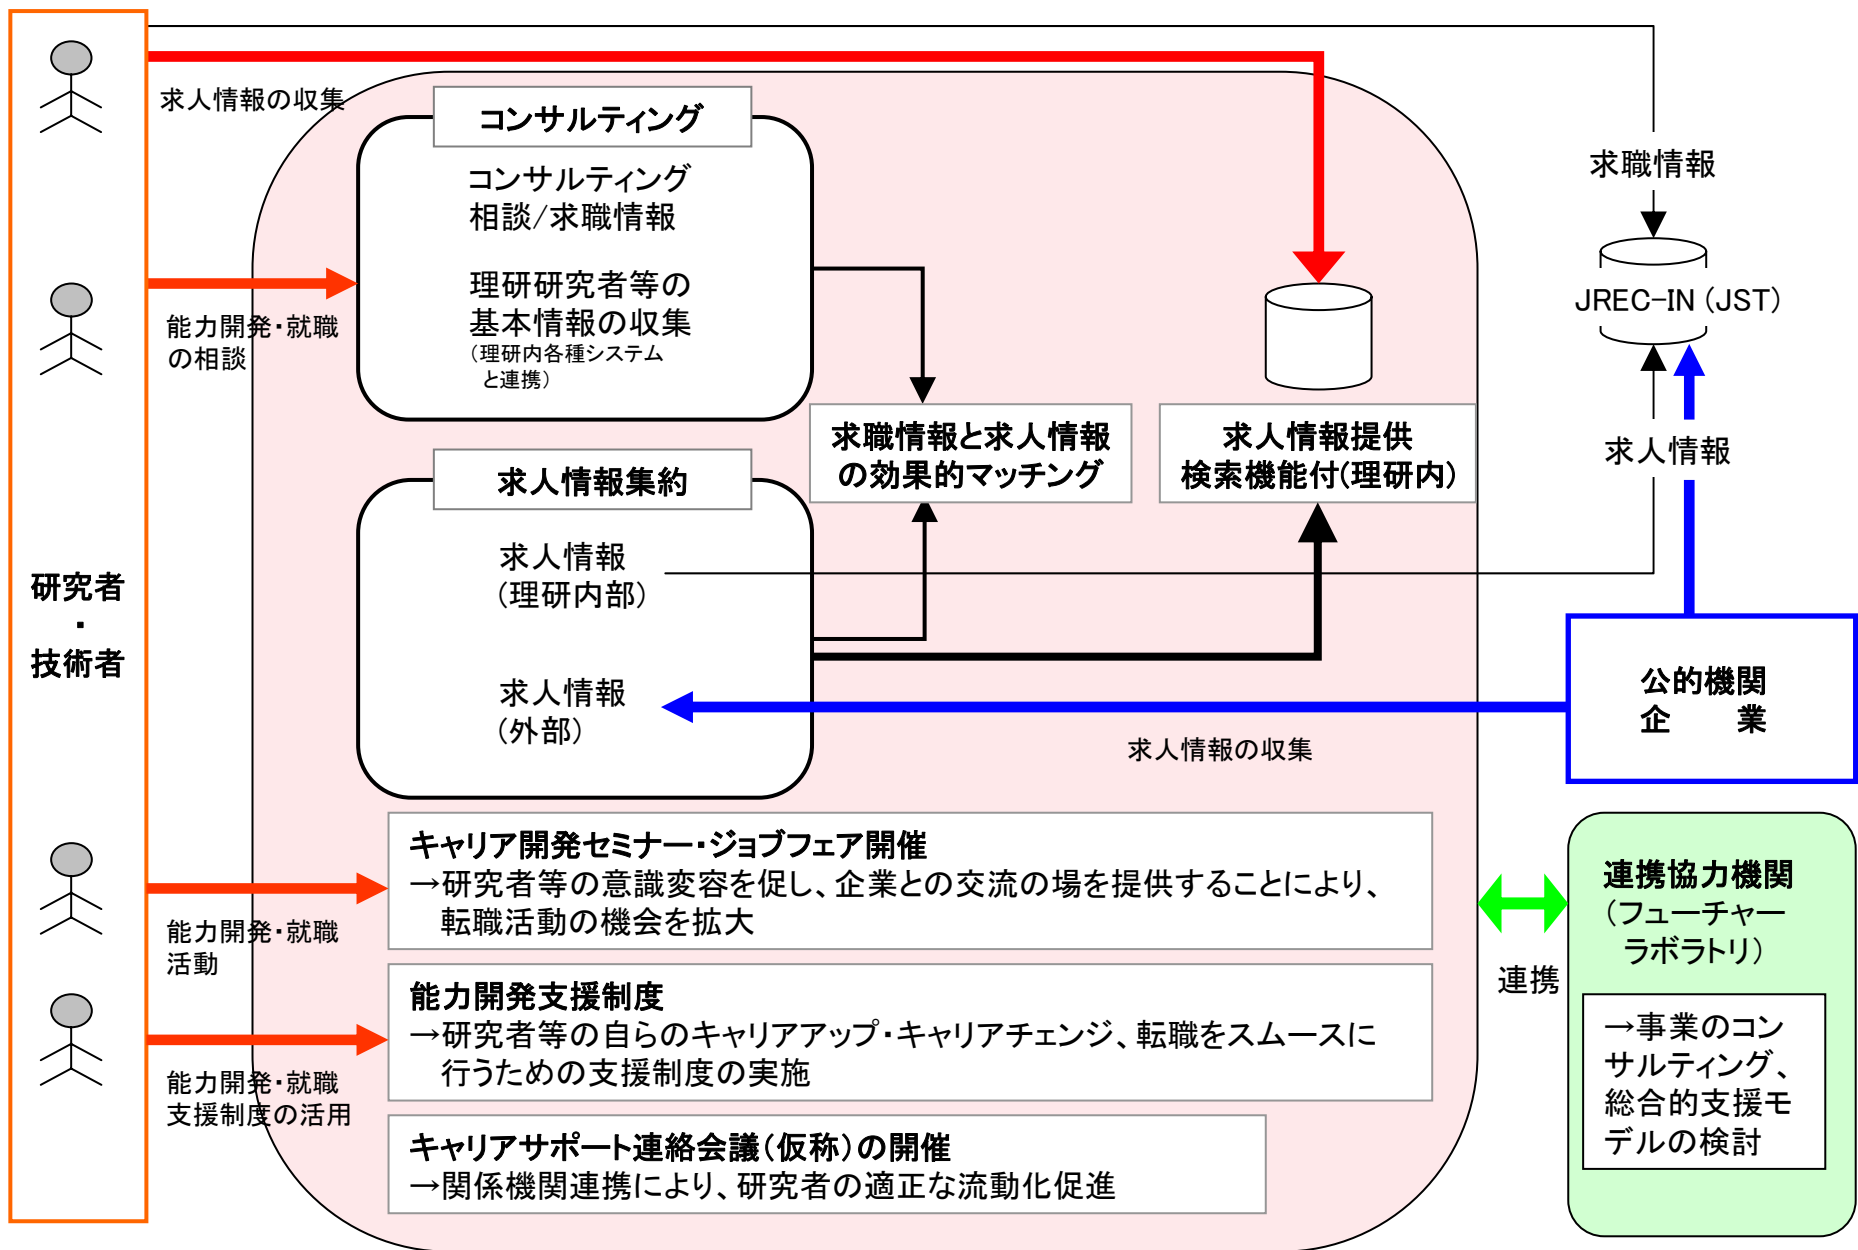 求人情報の収集
コンサルティング
コンサルティング
相談/求職情報
理研研究者等の
基本情報の収集
(理研内各種システム
と連携)
能力開発・就職
の相談
求職情報
JREC-IN (JST)
求人情報
求職情報と求人情報
の効果的マッチング
求人情報提供
検索機能付(理研内)
求人情報集約
求人情報
(理研内部)
求人情報
(外部)
研究者
・
技術者
公的機関
企 業
求人情報の収集
キャリア開発セミナー・ジョブフェア開催
→研究者等の意識変容を促し、企業との交流の場を提供することにより、
転職活動の機会を拡大
能力開発・就職
活動
能力開発支援制度
→研究者等の自らのキャリアアップ・キャリアチェンジ、転職をスムースに
行うための支援制度の実施
能力開発・就職
支援制度の活用
キャリアサポート連絡会議(仮称)の開催
→関係機関連携により、研究者の適正な流動化促進
連携
連携協力機関
(フューチャー
ラボラトリ)
→事業のコン
サルティング、
総合的支援モ
デルの検討